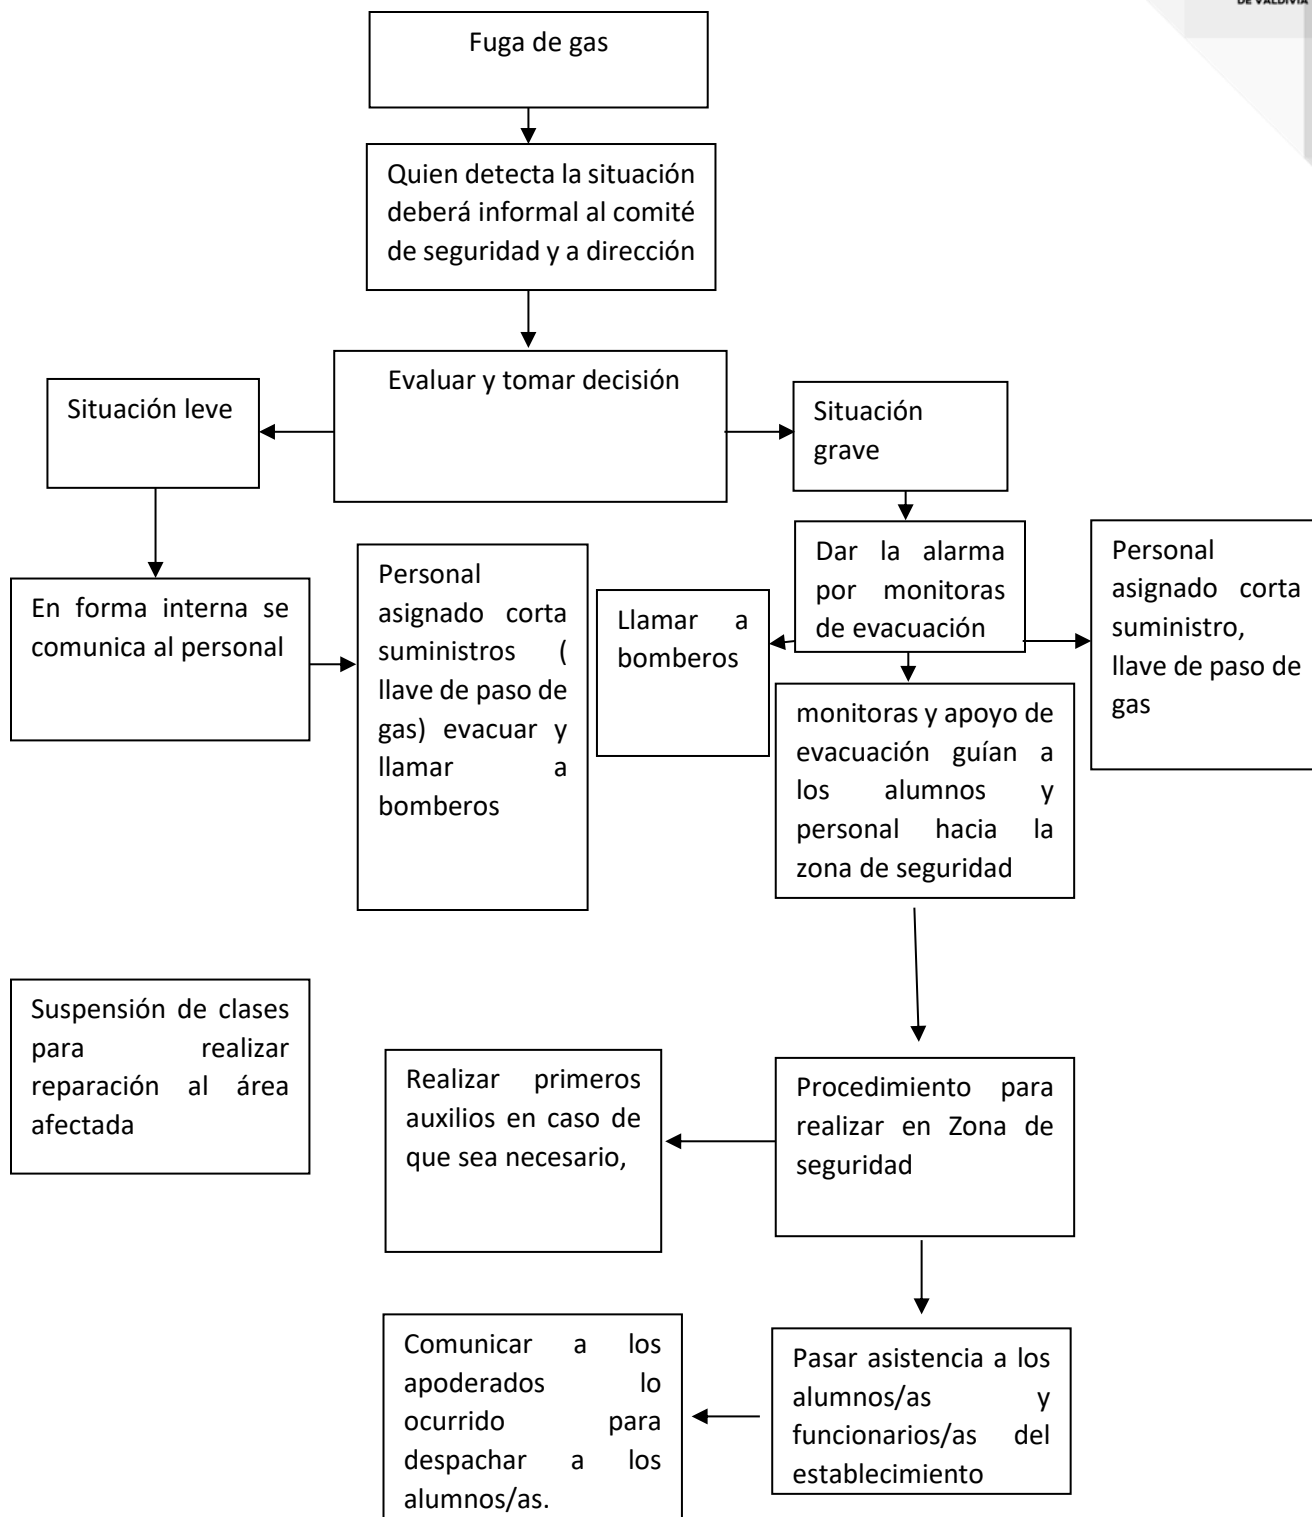 DE VALDIVIA
Fuga de gas
Quien detecta la situación
deberá informal al comité
de seguridad y a dirección
Evaluar y tomar decisión
Situación leve
Situación
grave
En forma interna se
comunica al personal
Personal
asignado corta
suministros (
llave de paso de
gas) evacuar y
llamar a
bomberos
Llamar a
bomberos
Dar la alarma
por monitoras
de evacuación
Personal
asignado corta
suministro,
llave de paso de
gas
monitoras y apoyo de
evacuación guían a
los alumnos y
personal hacia la
zona de seguridad
Suspensión de clases
para realizar
reparación al área
afectada
Realizar primeros
auxilios en caso de
que sea necesario,
Procedimiento para
realizar en Zona de
seguridad
Comunicar a los
apoderados lo
ocurrido para
despachar a los
alumnos/as.
Pasar asistencia a los
alumnos/as y
funcionarios/as del
establecimiento